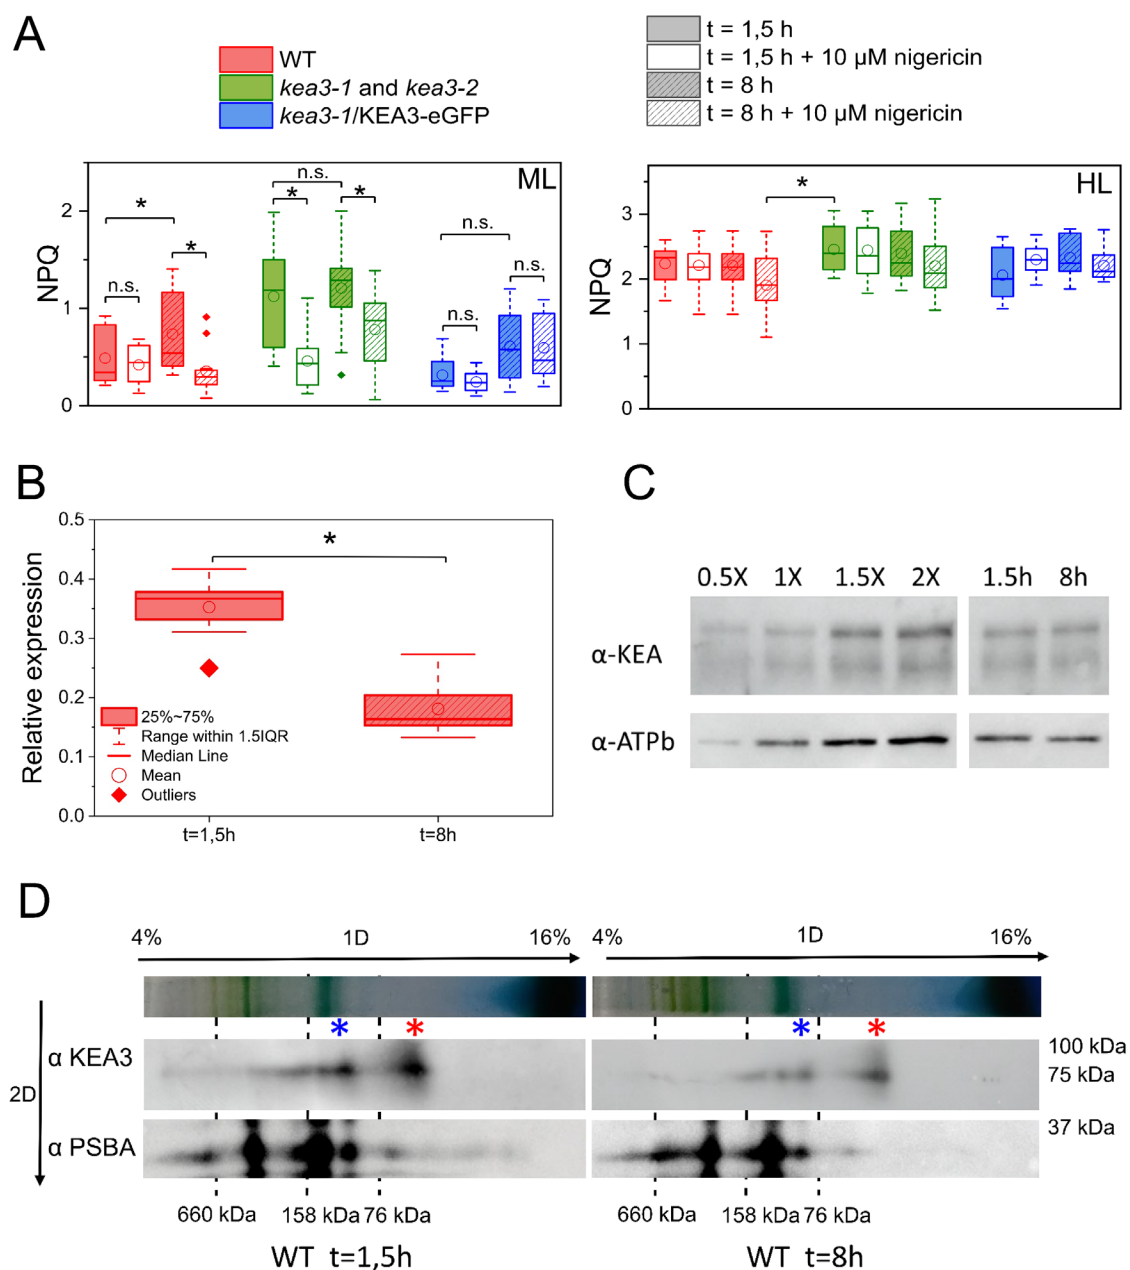 A
WT
kea3-1 and kea3-2
kea3-1/KEA3-eGFP
t = 1,5 h
t = 1,5 h + 10 µM nigericin
t = 8 h
t = 8 h + 10 µM nigericin
NPQ
2
1
0
n.s.
*
*
n.s.
*
*
n.s.
n.s.
n.s.
ML
NPQ
3
2
1
0
*
HL
B
Relative expression
0.5
0.4
0.3
0.2
0.1
0.0
*
25%~75%
Range within 1.5IQR
Median Line
Mean
Outliers
t=1,5h
t=8h
C
0.5X 1X 1.5X 2X 1.5h 8h
α-KEA
α-ATPb
D
4% 1D 16% 4% 1D 16%
* * * *
2D
α KEA3
100 kDa
75 kDa
α PSBA
37 kDa
660 kDa 158 kDa 76 kDa 660 kDa 158 kDa 76 kDa
WT t=1,5h WT t=8h